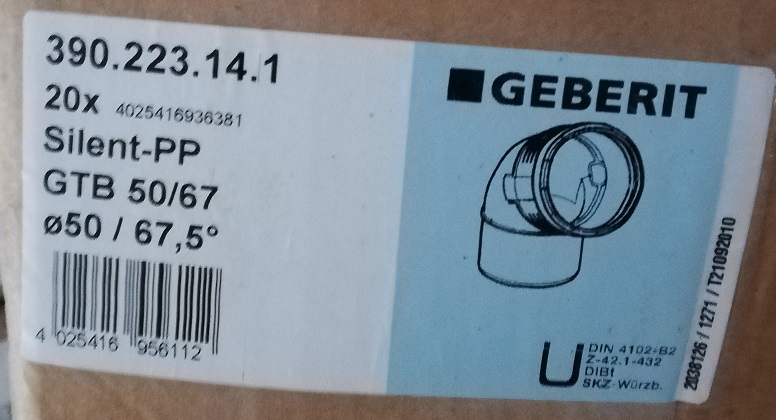 390.223.14.1
20x 4025416936381
Silent-PP
GTB 50/67
ø50 / 67,5°
4 025416 956112
GEBERIT
U
DIN 4102-B2
Z-42.1-432
DIBt
SKZ-Würzb.
2038126 / 1271 / T21092010